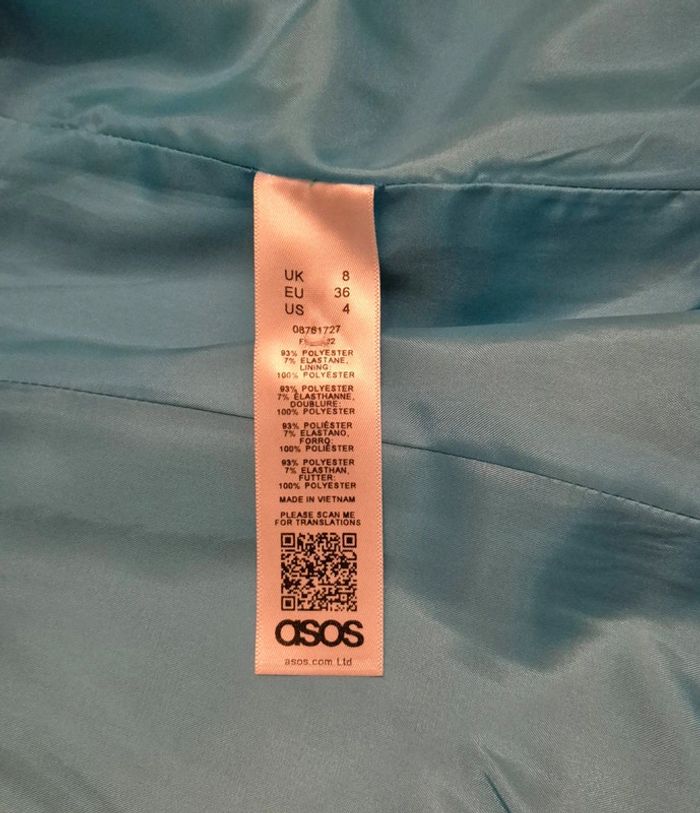 UK 8
EU 36
US 4
08761727
93% POLYESTER
7% ELASTANE,
LINING:
100% POLYESTER
93% POLYESTER
7% ÉLASTHANNE,
DOUBLURE:
100% POLYESTER
93% POLIÉSTER
7% ELASTANO,
FORRO:
100% POLIÉSTER
93% POLYESTER
7% ELASTHAN,
FUTTER:
100% POLYESTER
MADE IN VIETNAM
PLEASE SCAN ME
FOR TRANSLATIONS
asos
asos.com Ltd